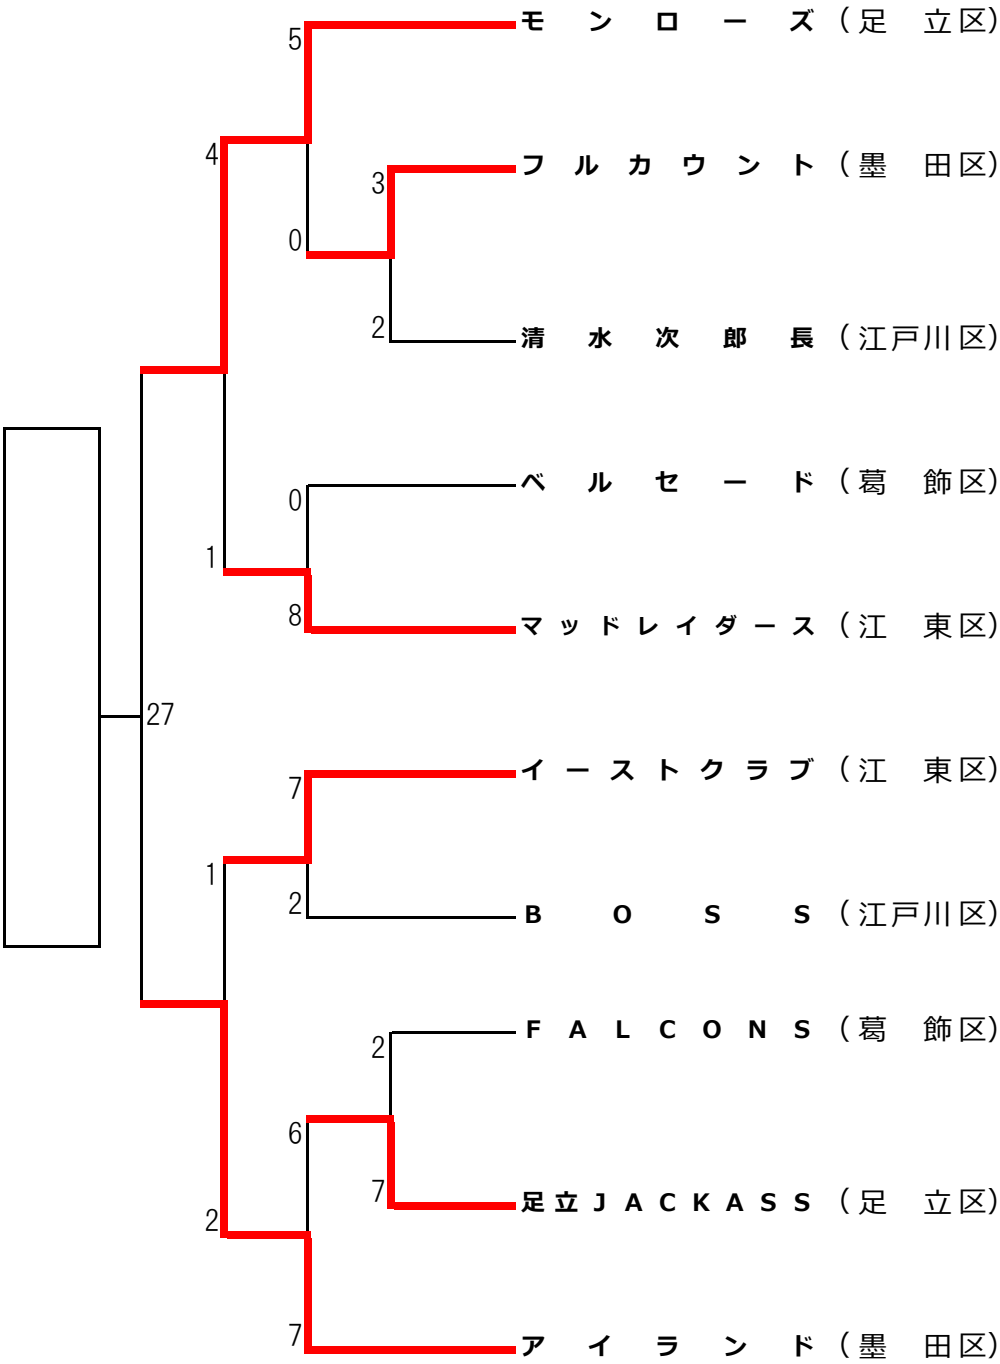 5
モンローズ（足立区）
4
3
フルカウント（墨田区）
0
2
清水次郎長（江戸川区）
0
ベルセード（葛飾区）
1
8
マッドレイダース（江東区）
27
7
イーストクラブ（江東区）
1
2
BOSS（江戸川区）
2
FALCONS（葛飾区）
6
7
足立JACKASS（足立区）
2
7
アイランド（墨田区）